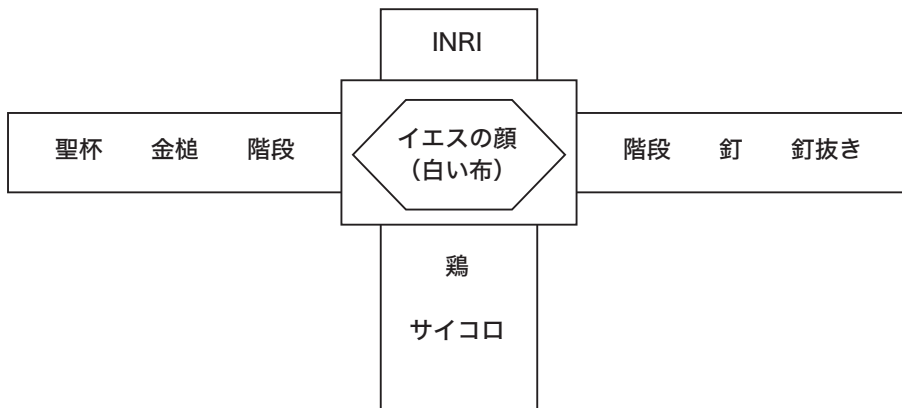 INRI
聖杯 金槌 階段
イエスの顔
（白い布）
階段 釘 釘抜き
鶏
サイコロ